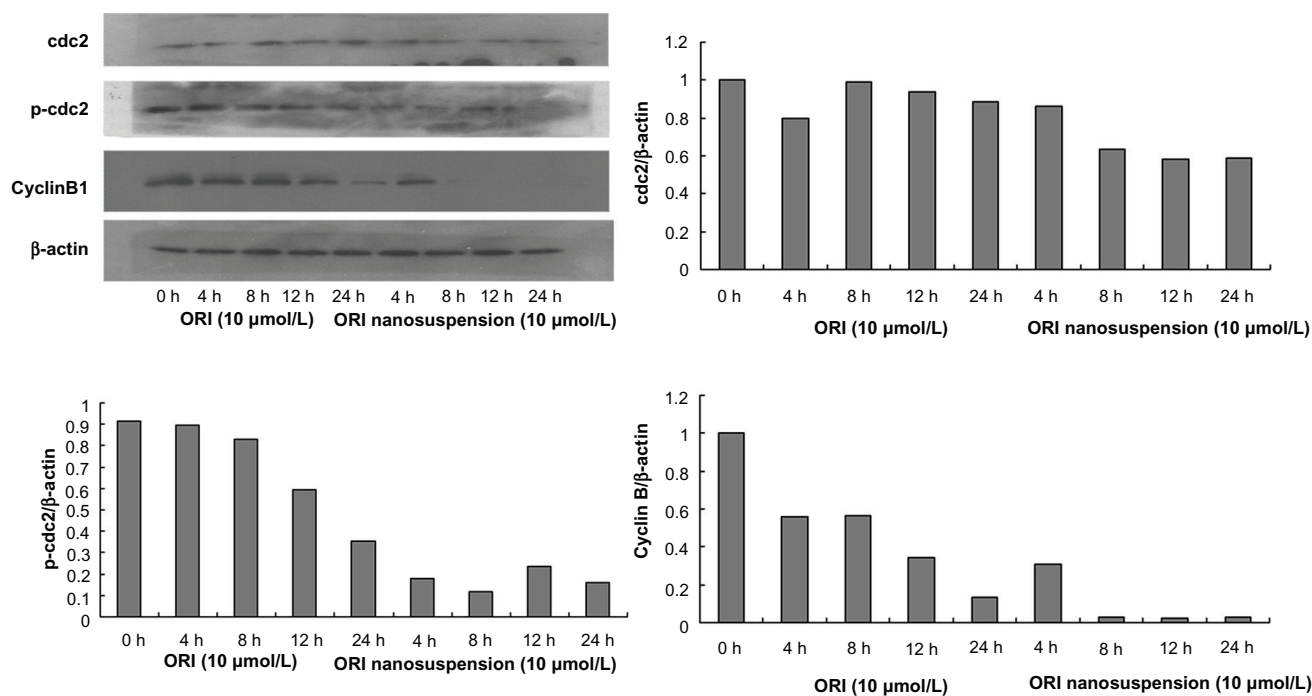 cdc2
p-cdc2
CyclinB1
β-actin
0 h 4 h 8 h 12 h 24 h 4 h 8 h 12 h 24 h
ORI (10 µmol/L) ORI nanosuspension (10 µmol/L)
cdc2/β-actin
1.2
1
0.8
0.6
0.4
0.2
0
0 h 4 h 8 h 12 h 24 h 4 h 8 h 12 h 24 h
ORI (10 µmol/L) ORI nanosuspension (10 µmol/L)
p-cdc2/β-actin
1
0.9
0.8
0.7
0.6
0.5
0.4
0.3
0.2
0.1
0
0 h 4 h 8 h 12 h 24 h 4 h 8 h 12 h 24 h
ORI (10 µmol/L) ORI nanosuspension (10 µmol/L)
Cyclin B/β-actin
1.2
1
0.8
0.6
0.4
0.2
0
0 h 4 h 8 h 12 h 24 h 4 h 8 h 12 h 24 h
ORI (10 µmol/L) ORI nanosuspension (10 µmol/L)